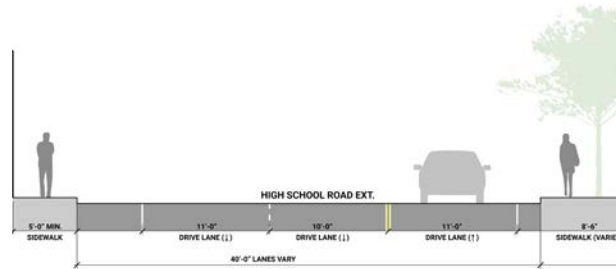 HIGH SCHOOL ROAD EXT.
5'-0" MIN. 11'-0" 10'-0" 11'-0" 8'-6"
SIDEWALK DRIVE LANE (↓) DRIVE LANE (↓) DRIVE LANE (↑) SIDEWALK (VARIE
40'-0" LANES VARY